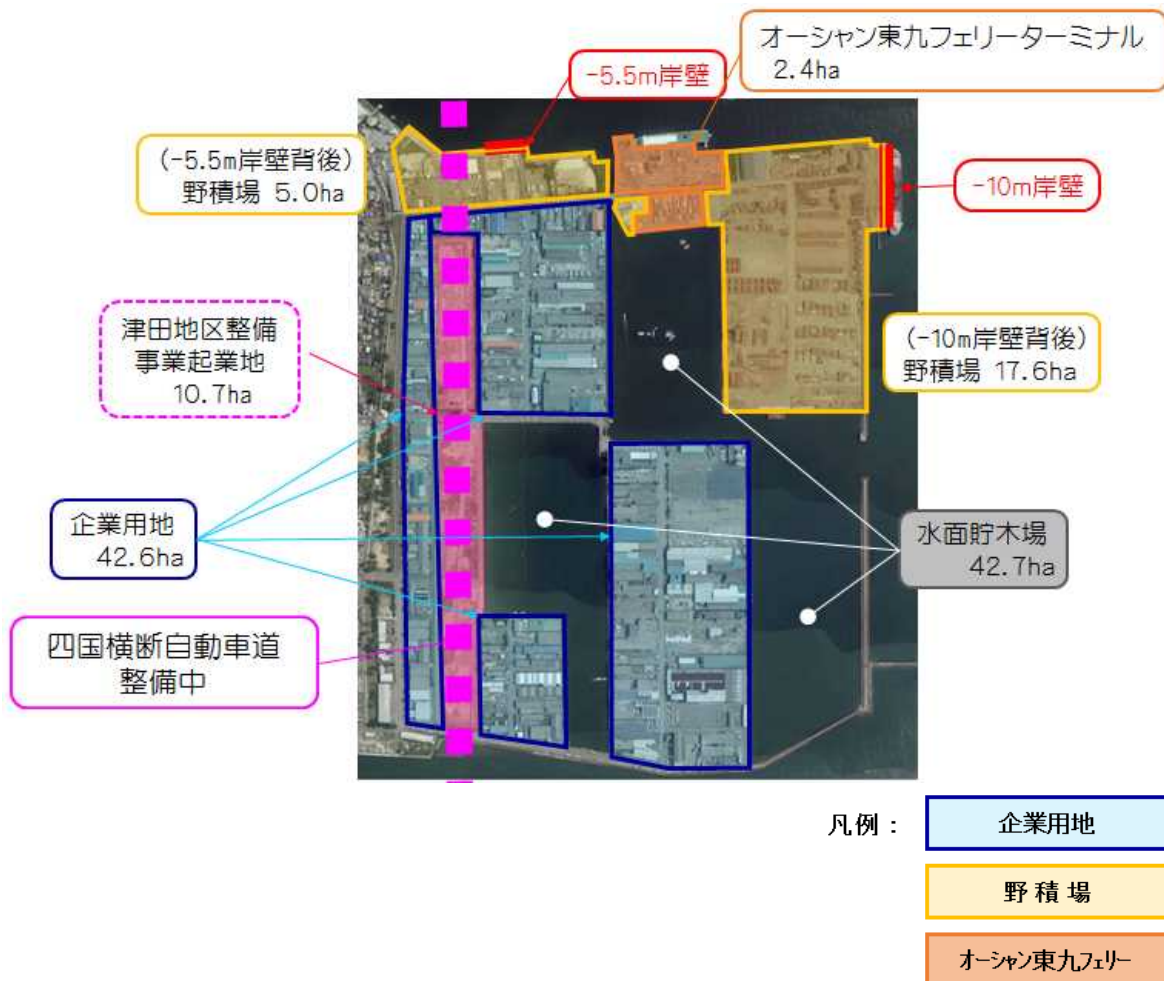 オーシャン東九フェリーターミナル
2.4ha
-5.5m岸壁
(-5.5m岸壁背後)
野積場 5.0ha
-10m岸壁
津田地区整備
事業起業地
10.7ha
(-10m岸壁背後)
野積場 17.6ha
企業用地
42.6ha
水面貯木場
42.7ha
四国横断自動車道
整備中
凡例：
企業用地
野積場
オーシャン東九フェリー